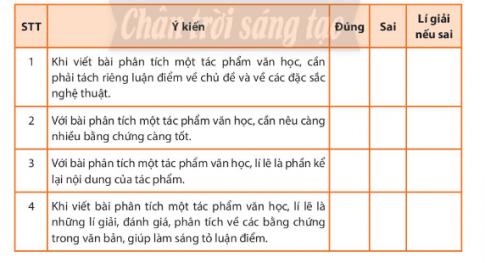 Chân trời sáng tạo
STT Ý kiến Đúng Sai Lí giải nếu sai
1 Khi viết bài phân tích một tác phẩm văn học, cần
phải tách riêng luận điểm về chủ đề và về các đặc sắc
nghệ thuật.
2 Với bài phân tích một tác phẩm văn học, cần nêu càng
nhiều bằng chứng càng tốt.
3 Với bài phân tích một tác phẩm văn học, lí lẽ là phần kể
lại nội dung của tác phẩm.
4 Khi viết bài phân tích một tác phẩm văn học, lí lẽ là
những lí giải, đánh giá, phân tích về các bằng chứng
trong văn bản, giúp làm sáng tỏ luận điểm.